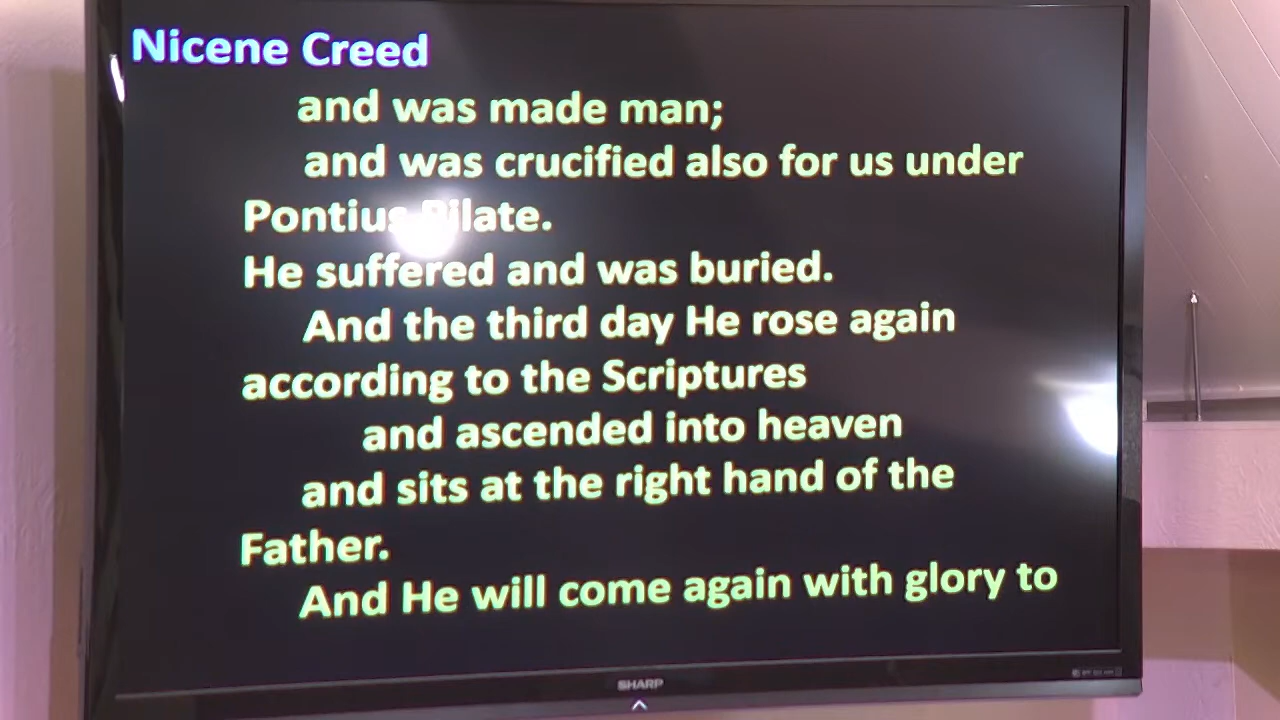 Nicene Creed
and was made man;
and was crucified also for us under
Pontius Pilate.
He suffered and was buried.
And the third day He rose again
according to the Scriptures
and ascended into heaven
and sits at the right hand of the
Father.
And He will come again with glory to
SHARP